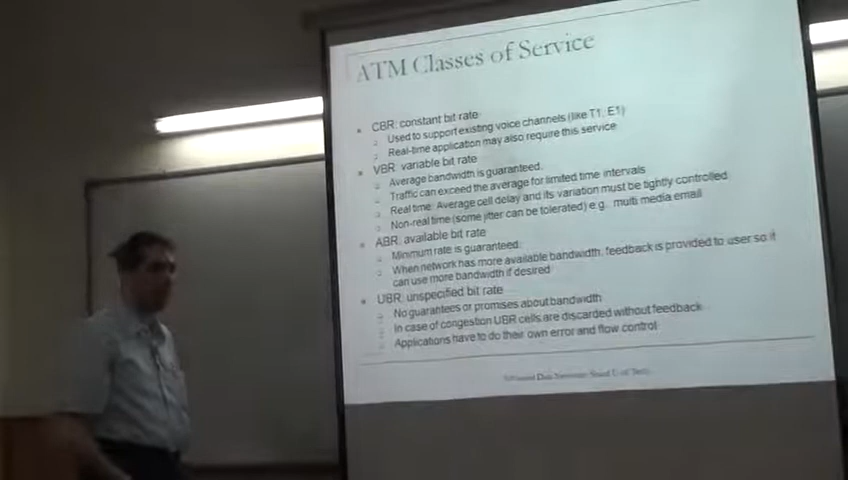 ATM Classes of Service
CBR: constant bit rate
Used to support existing voice channels (like T1, E1)
Real-time application may also require this service
VBR: variable bit rate
Average bandwidth is guaranteed.
Traffic can exceed the average for limited time intervals
Real time: Average cell delay and its variation must be tightly controlled
Non-real time (some jitter can be tolerated) e.g. multi media email
ABR: available bit rate
Minimum rate is guaranteed.
When network has more available bandwidth, feedback is provided to user so it
can use more bandwidth if desired
UBR: unspecified bit rate
No guarantees or promises about bandwidth
In case of congestion UBR cells are discarded without feedback
Applications have to do their own error and flow control